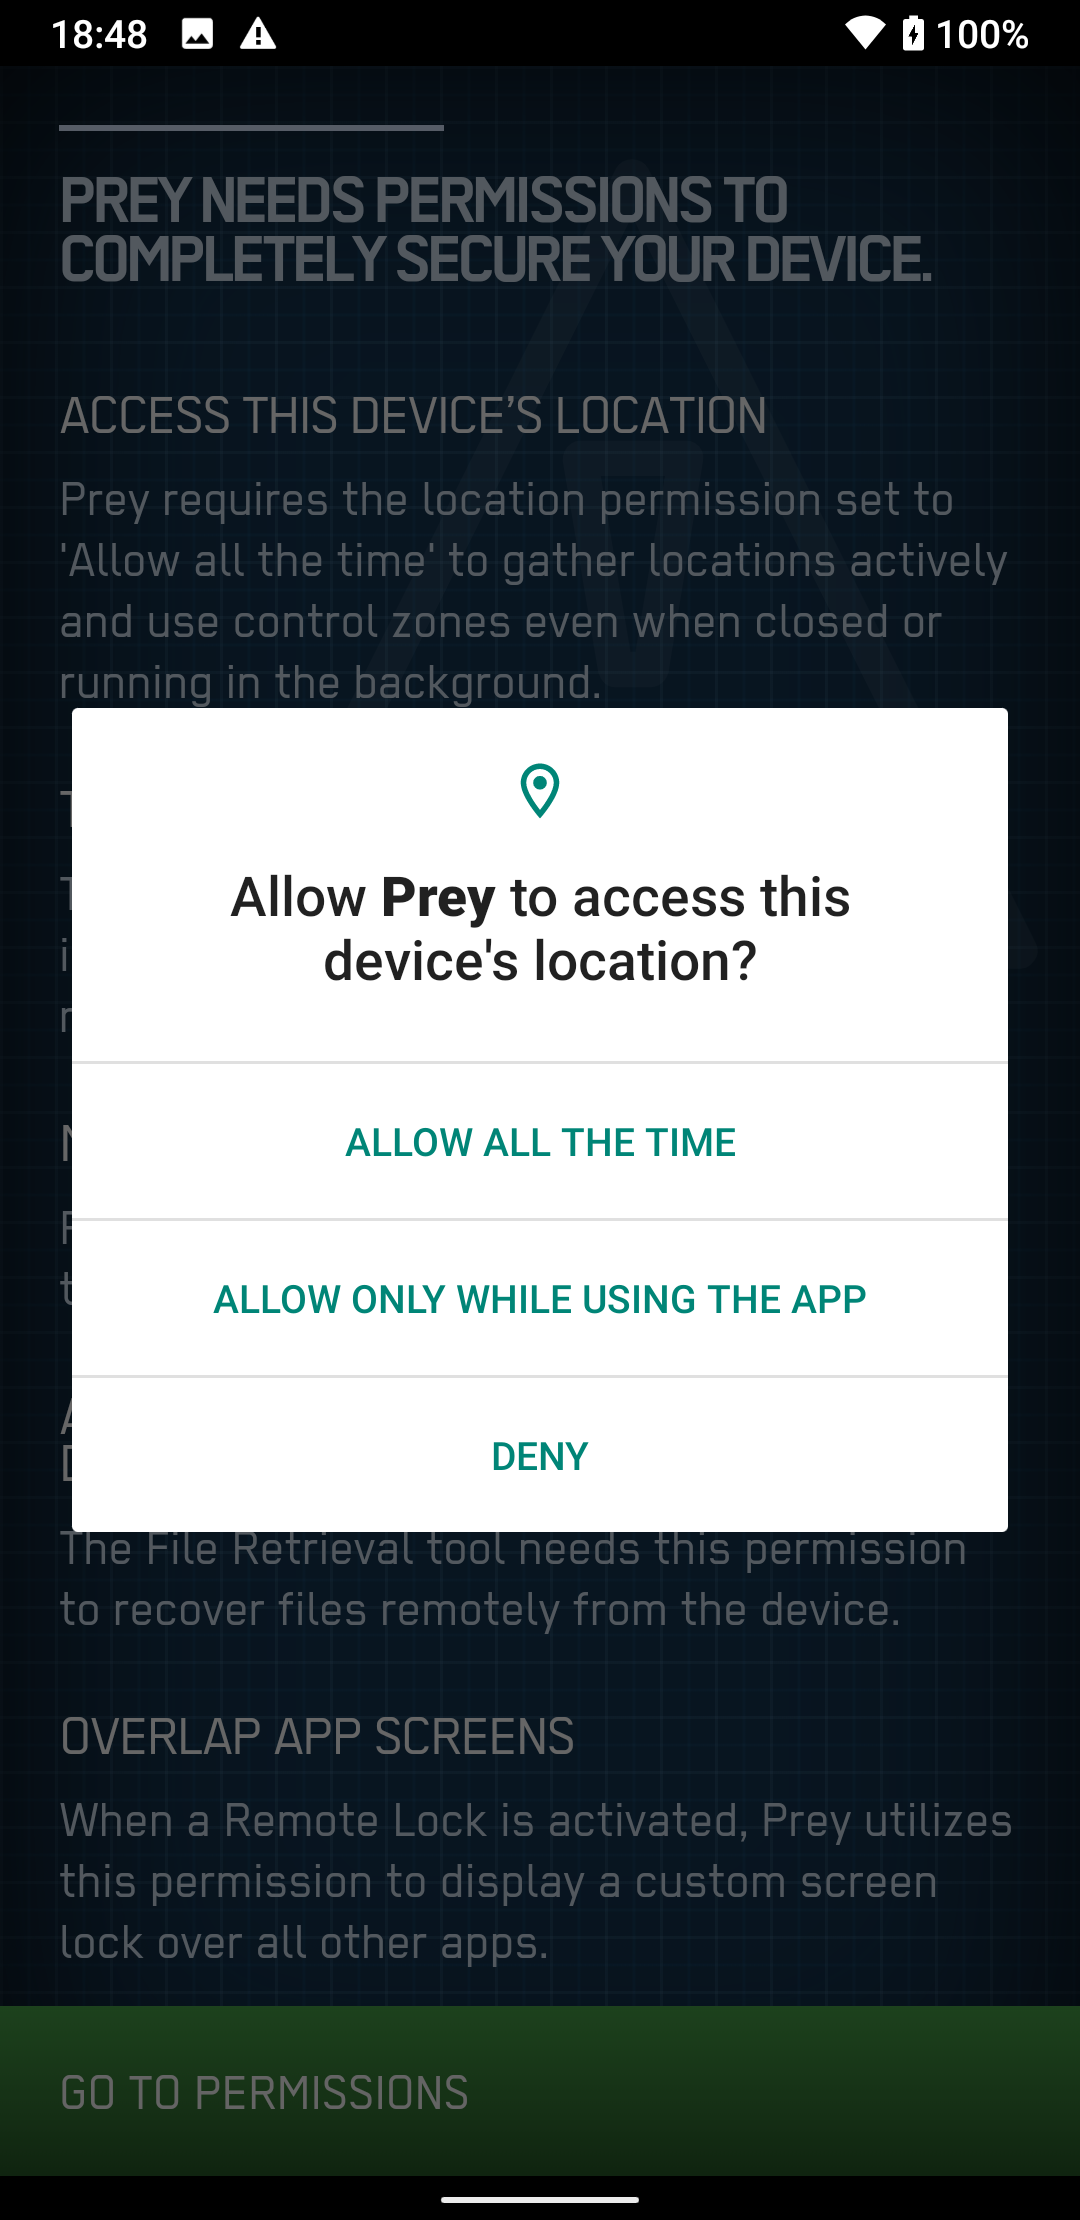 18:48
100%
PREY NEEDS PERMISSIONS TO
COMPLETELY SECURE YOUR DEVICE.
ACCESS THIS DEVICE’S LOCATION
Prey requires the location permission set to
'Allow all the time' to gather locations actively
and use control zones even when closed or
running in the background.
Allow Prey to access this
device's location?
ALLOW ALL THE TIME
ALLOW ONLY WHILE USING THE APP
DENY
The File Retrieval tool needs this permission
to recover files remotely from the device.
OVERLAP APP SCREENS
When a Remote Lock is activated, Prey utilizes
this permission to display a custom screen
lock over all other apps.
GO TO PERMISSIONS